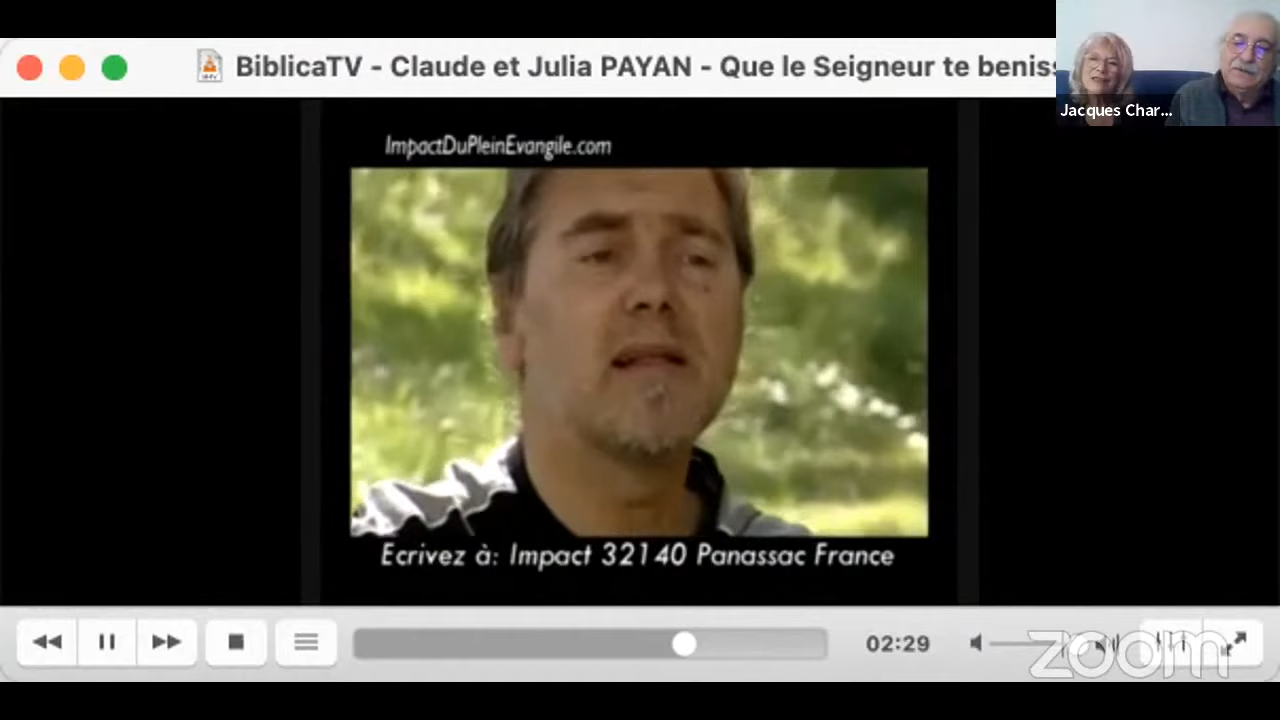 BiblicaTV - Claude et Julia PAYAN - Que le Seigneur te beniss
Jacques Char...
ImpactDuPleinEvangile.com
Ecrivez à: Impact 32140 Panassac France
02:29
zoom